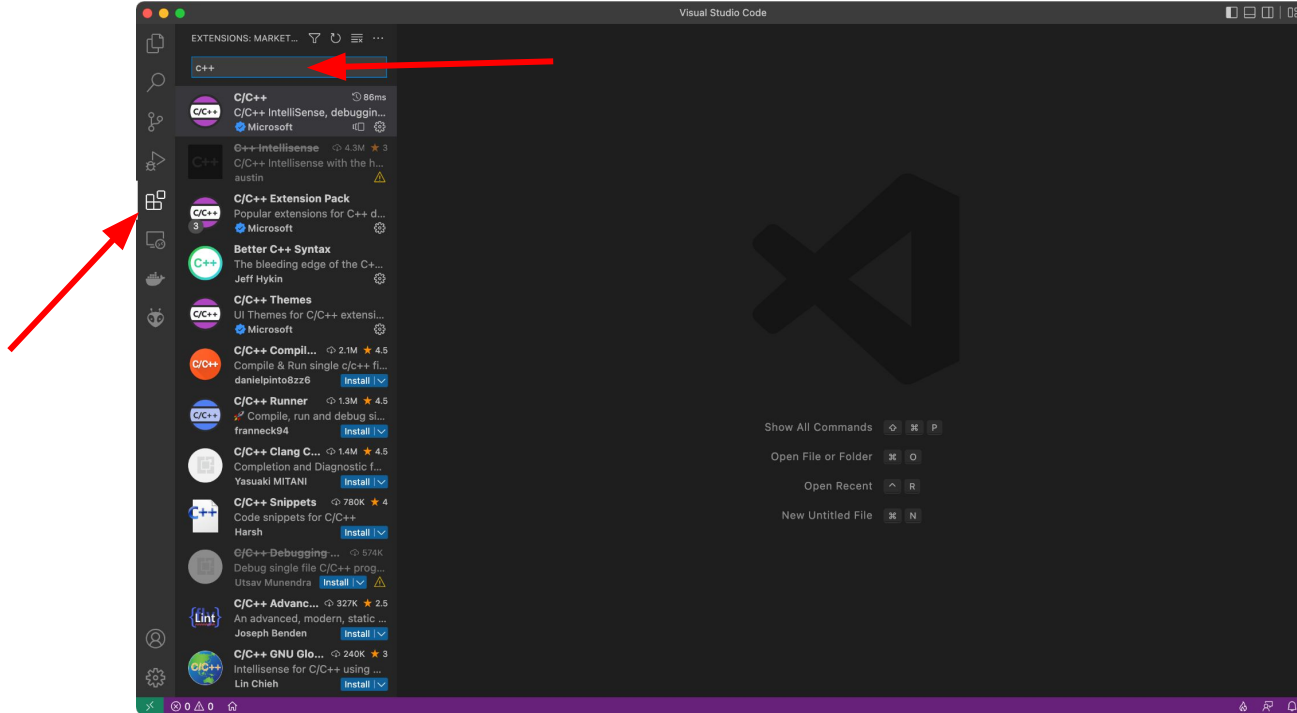 Visual Studio Code
EXTENSIONS: MARKET...
c++
C/C++ 86ms
C/C++ IntelliSense, debuggin...
Microsoft
C++ Intellisense 4.3M ★ 3
C/C++ Intellisense with the h...
austin
C/C++ Extension Pack
Popular extensions for C++ d...
3 Microsoft
Better C++ Syntax
The bleeding edge of the C+...
Jeff Hykin
C/C++ Themes
UI Themes for C/C++ extensi...
Microsoft
C/C++ Compil... 2.1M ★ 4.5
Compile & Run single c/c++ fi...
danielpinto8zz6 Install
C/C++ Runner 1.3M ★ 4.5
🚀 Compile, run and debug si...
franneck94 Install
C/C++ Clang C... 1.4M ★ 4.5
Completion and Diagnostic f...
Yasuaki MITANI Install
C/C++ Snippets 780K ★ 4
Code snippets for C/C++
Harsh Install
C/C++ Debugging ... 574K
Debug single file C/C++ prog...
Utsav Munendra Install
C/C++ Advanc... 327K ★ 2.5
An advanced, modern, static ...
Joseph Benden Install
C/C++ GNU Glo... 240K ★ 3
Intellisense for C/C++ using ...
Lin Chieh Install
C/C++
C++
C/C++
C++
C/C++
C/C++
C/C++
C++
{Lint}
C/C++
Show All Commands ⇧ ⌘ P
Open File or Folder ⌘ O
Open Recent ^ R
New Untitled File ⌘ N
0 0